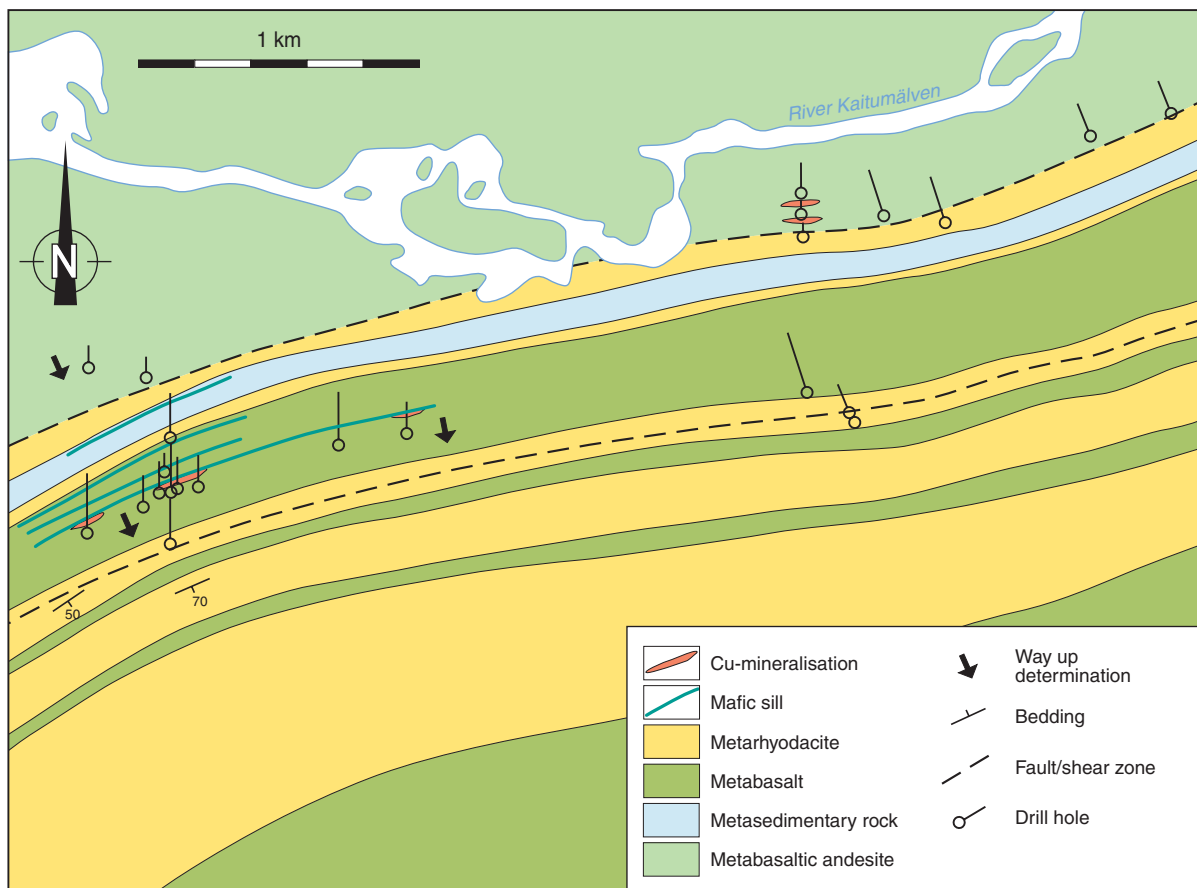 1 km
River Kaitumälven
N
50
70
Cu-mineralisation
Mafic sill
Metarhyodacite
Metabasalt
Metasedimentary rock
Metabasaltic andesite
Way up
determination
Bedding
Fault/shear zone
Drill hole